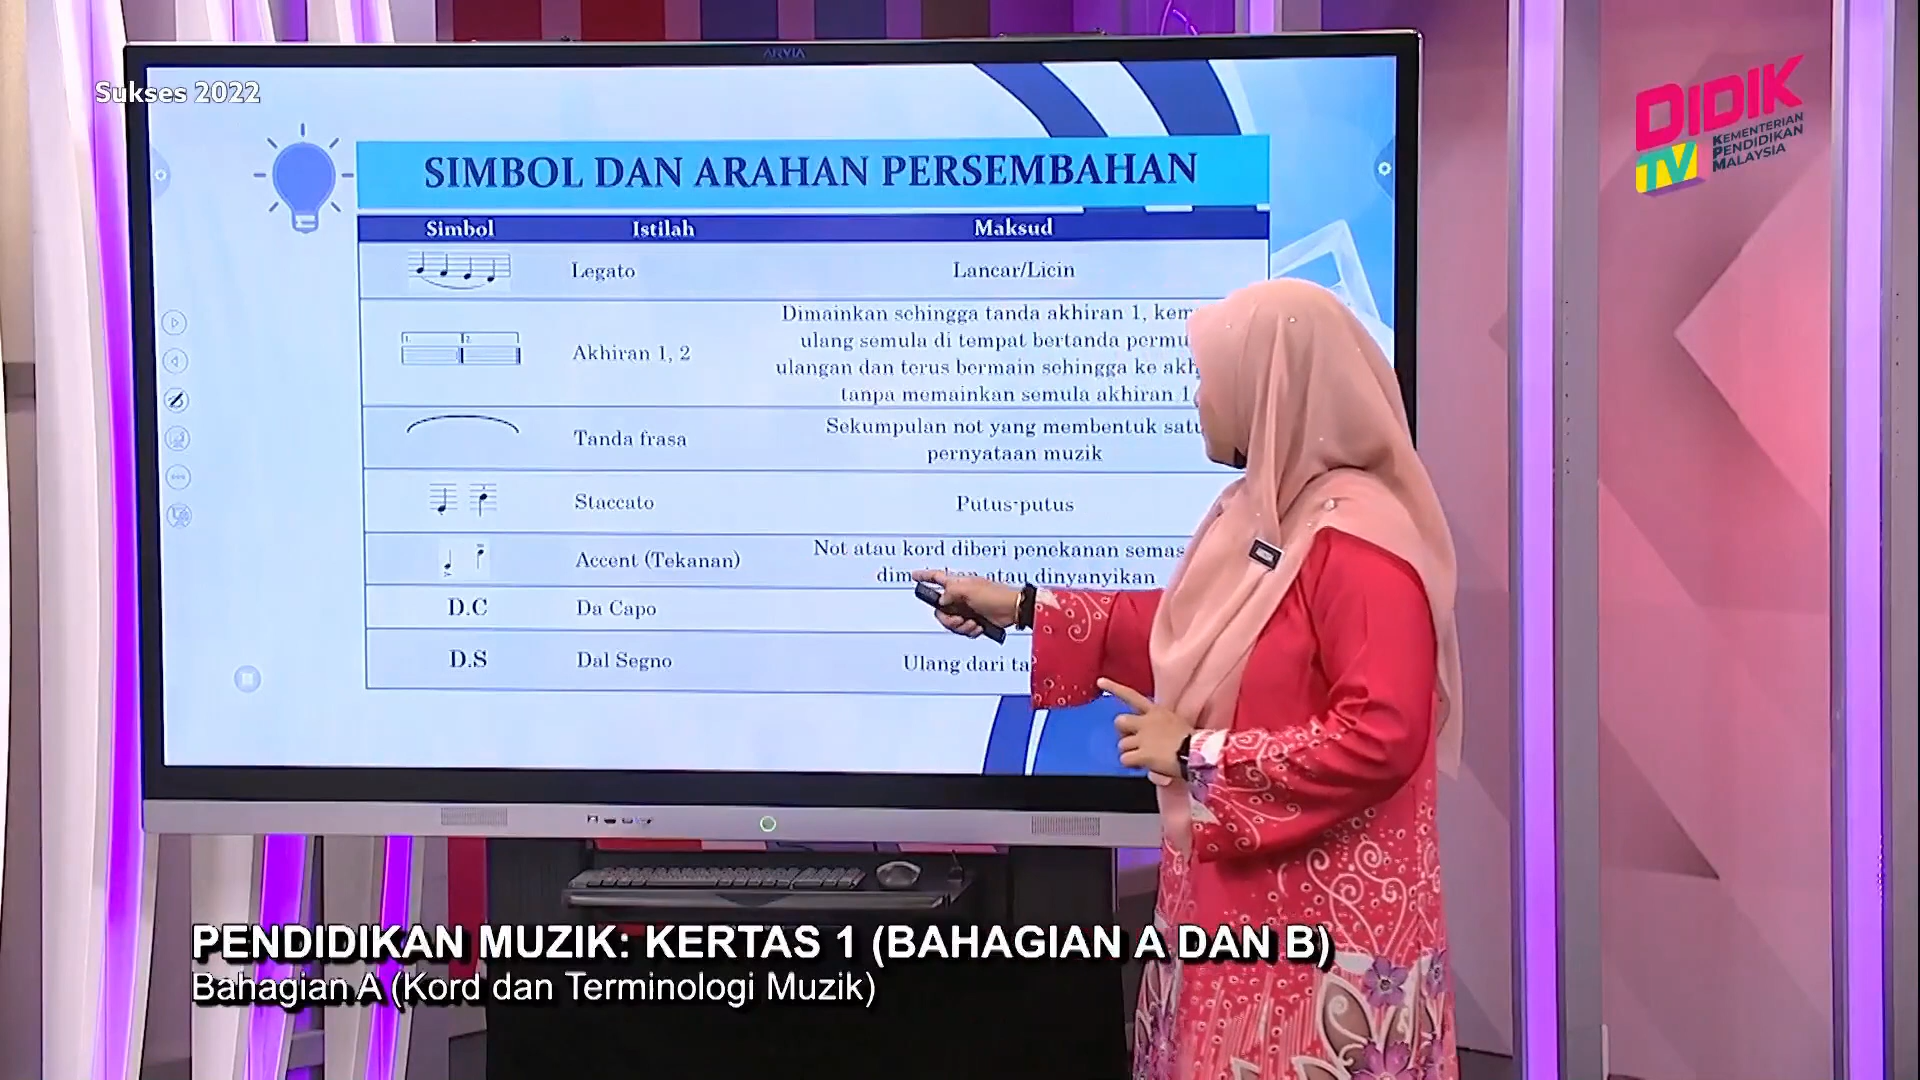 ARVIA
Sukses 2022
DIDIK
TV
KEMENTERIAN
PENDIDIKAN
MALAYSIA
SIMBOL DAN ARAHAN PERSEMBAHAN
Simbol Istilah Maksud
Legato Lancar/Licin
Dimainkan sehingga tanda akhiran 1,
ulang semula di tempat bertanda
1. 2. Akhiran 1, 2
ulangan dan terus bermain sehingga ke
tanpa memainkan semula akhiran 1
Tanda frasa
Sekumpulan not yang membentuk satu
pernyataan muzik
Staccato Putus-putus
Accent (Tekanan)
Not atau kord diberi penekanan
atau dinyanyikan
D.C Da Capo
D.S Dal Segno Ulang dari
PENDIDIKAN MUZIK: KERTAS 1 (BAHAGIAN A DAN B)
Bahagian A (Kord dan Terminologi Muzik)